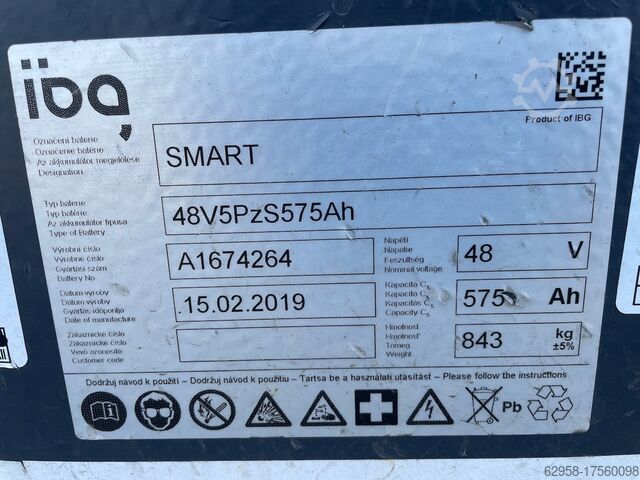 ibg
Product of IBG
Označení baterie
Označenie batérie
Az akkumulátor megjelölése
Designation
SMART
Typ baterie
Typ batérie
Az akkumulátor típusa
Type of Battery
48V5PzS575Ah
Výrobní číslo
Výrobné číslo
Gyártási szám
Battery No
A1674264
Napětí
Napätie
Feszültség
Nominal voltage
48 V
Datum výroby
Dátum výroby
Gyártás időpontja
Date of manufacture
.15.02.2019
Kapacita C5
Kapacita C5
Kapacitás C5
Capacity C5
575 Ah
Zákaznické číslo
Zákaznícke číslo
Vevő azonosító
Customer code
Hmotnost
Hmotnosť
Tömeg
Weight
843 kg ±5%
Dodržuj návod k použití – Dodržuj návod k použitiu – Tartsa be a használati utasítást – Please follow the instructions
Pb
62958-17560098